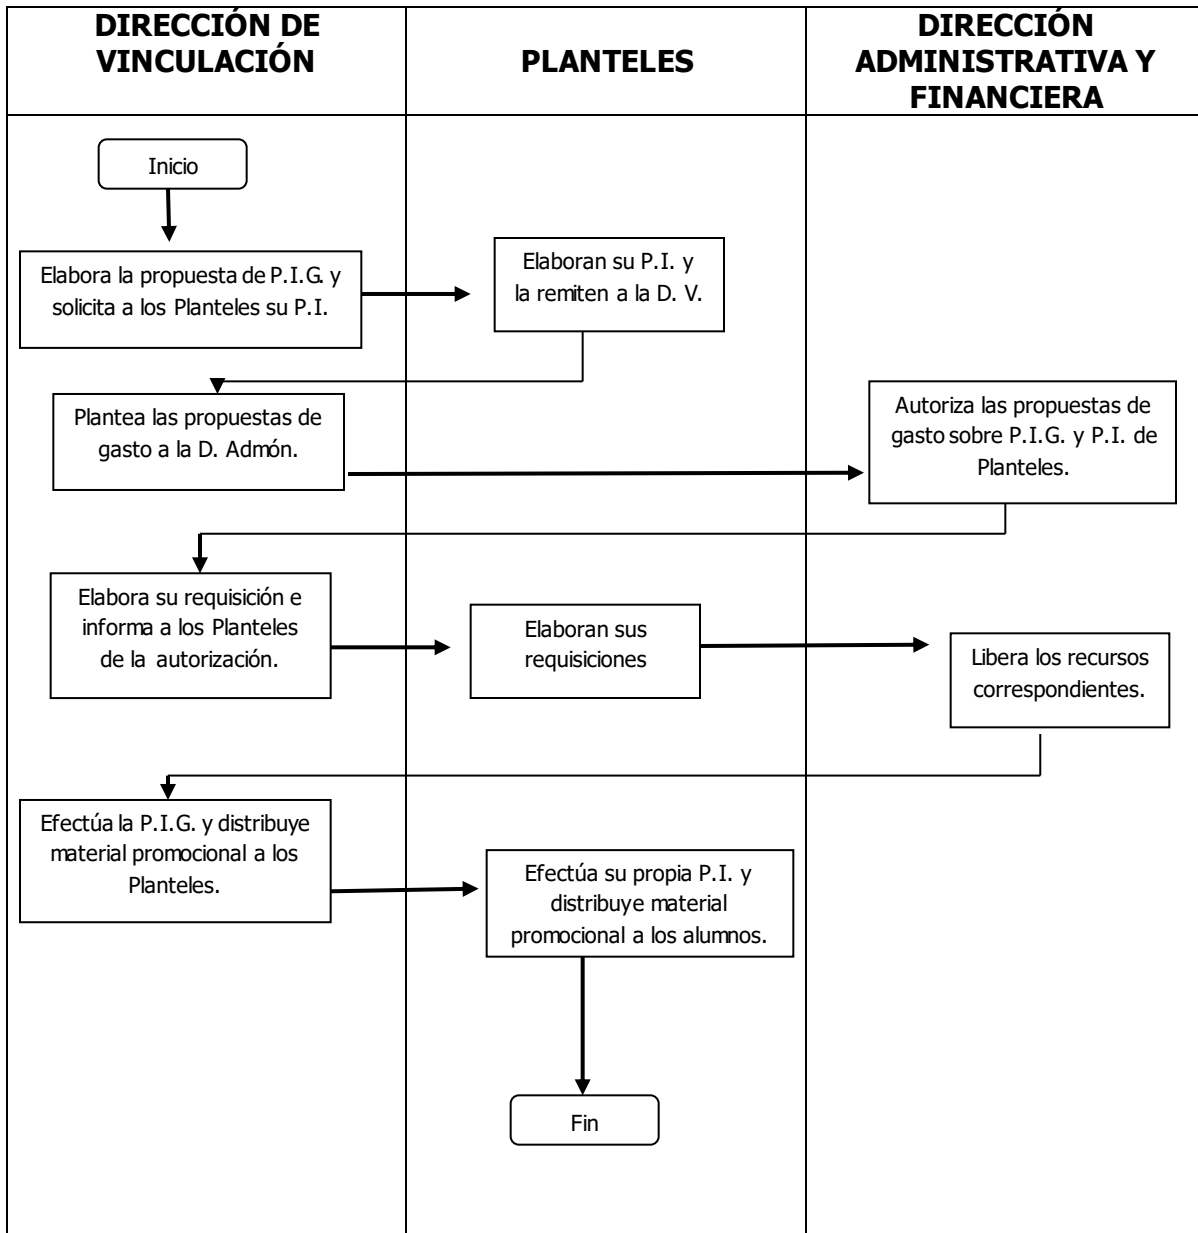 DIRECCIÓN DE
VINCULACIÓN
PLANTELES
DIRECCIÓN
ADMINISTRATIVA Y
FINANCIERA
Inicio
Elabora la propuesta de P.I.G. y
solicita a los Planteles su P.I.
Elaboran su P.I. y
la remiten a la D. V.
Plantea las propuestas de
gasto a la D. Admón.
Autoriza las propuestas de
gasto sobre P.I.G. y P.I. de
Planteles.
Elabora su requisición e
informa a los Planteles
de la autorización.
Elaboran sus
requisiciones
Libera los recursos
correspondientes.
Efectúa la P.I.G. y distribuye
material promocional a los
Planteles.
Efectúa su propia P.I. y
distribuye material
promocional a los alumnos.
Fin